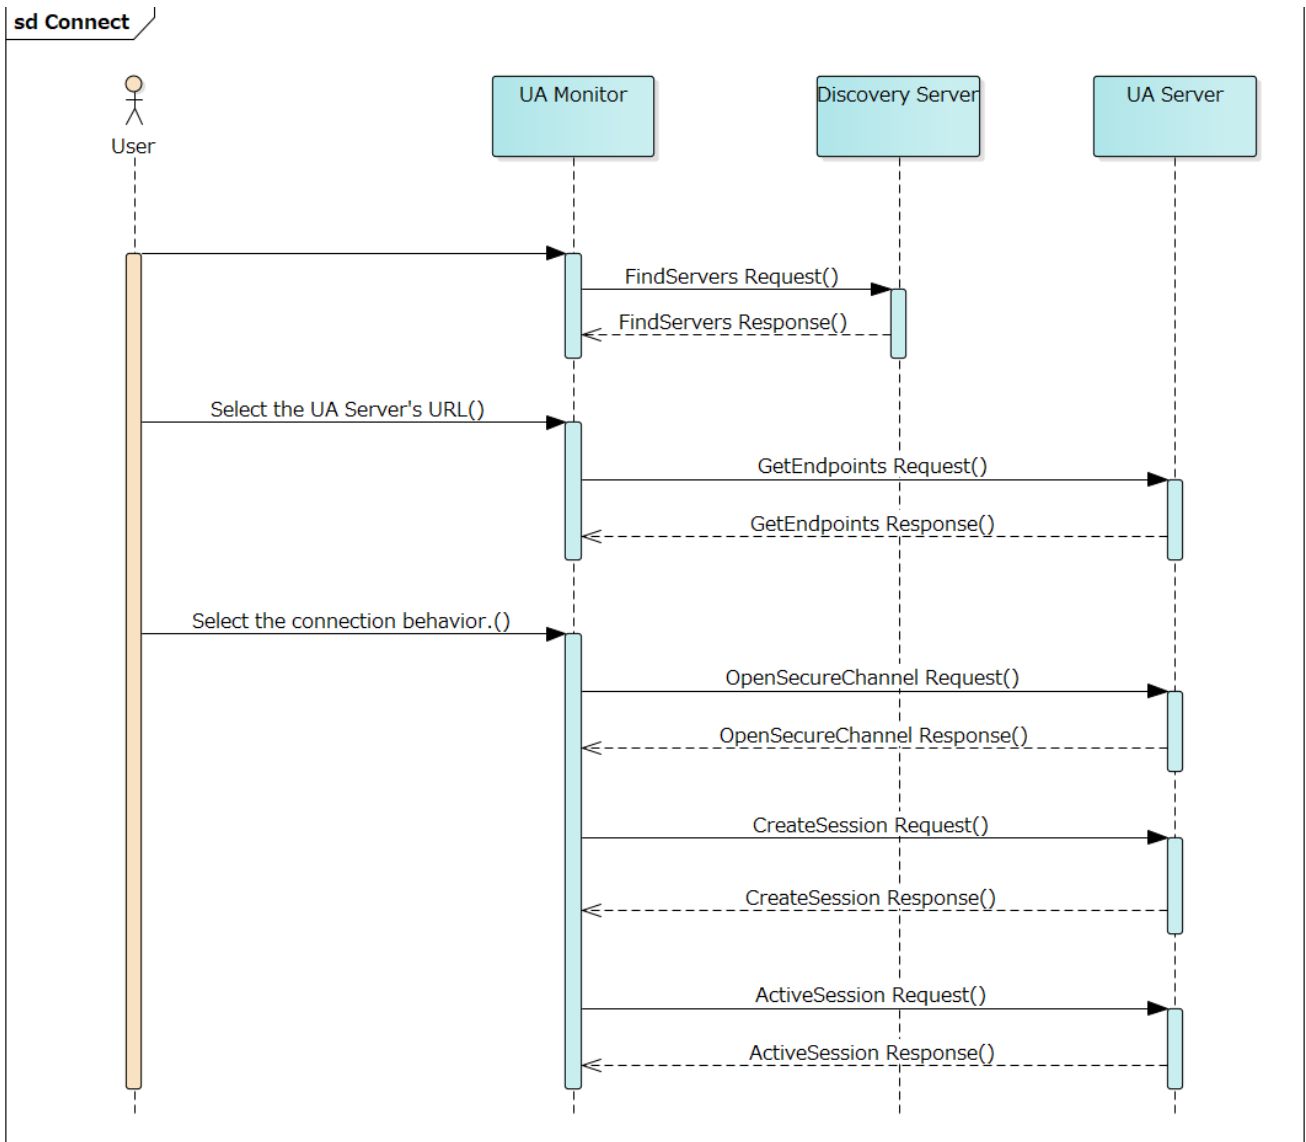 sd Connect
User
UA Monitor
Discovery Server
UA Server
FindServers Request()
FindServers Response()
Select the UA Server's URL()
GetEndpoints Request()
GetEndpoints Response()
Select the connection behavior.()
OpenSecureChannel Request()
OpenSecureChannel Response()
CreateSession Request()
CreateSession Response()
ActiveSession Request()
ActiveSession Response()